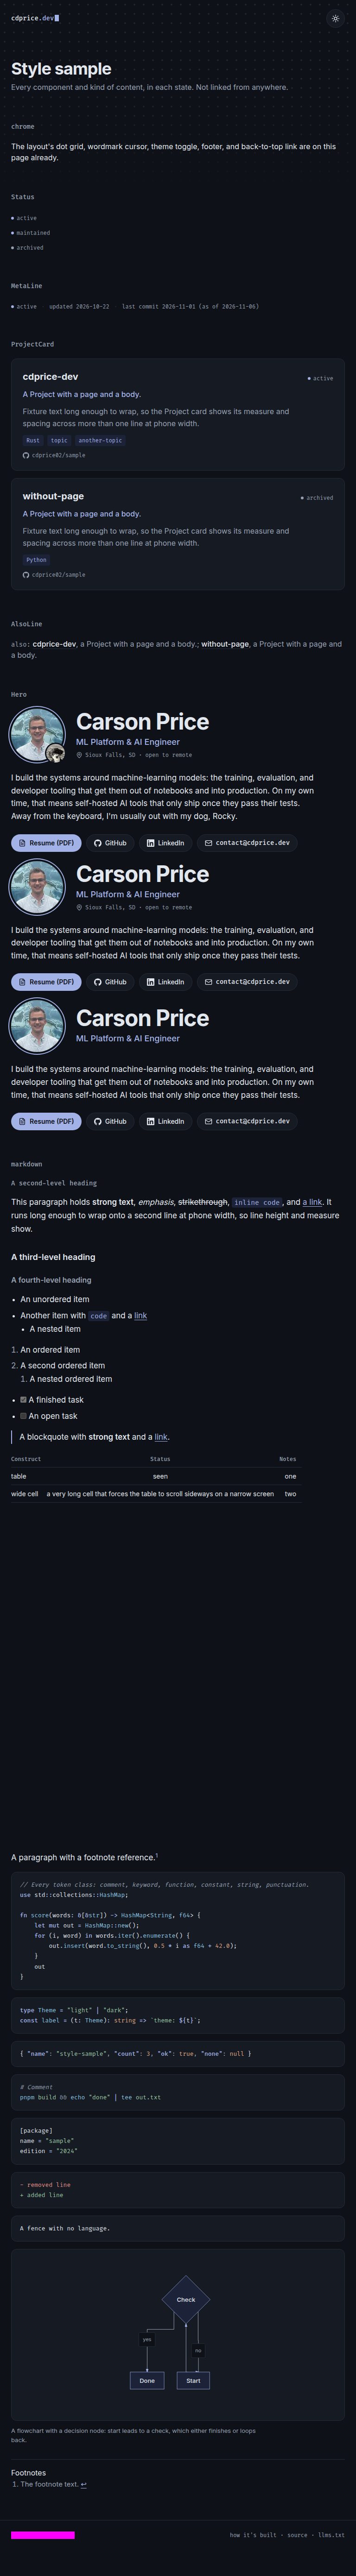 cdprice.dev
Style sample
Every component and kind of content, in each state. Not linked from anywhere.
chrome
The layout's dot grid, wordmark cursor, theme toggle, footer, and back-to-top link are on this
page already.
Status
active
maintained
archived
MetaLine
active updated 2026-10-22 last commit 2026-11-01 (as of 2026-11-06)
ProjectCard
cdprice-dev active
A Project with a page and a body.
Fixture text long enough to wrap, so the Project card shows its measure and
spacing across more than one line at phone width.
Rust topic another-topic
cdprice02/sample
without-page archived
A Project with a page and a body.
Fixture text long enough to wrap, so the Project card shows its measure and
spacing across more than one line at phone width.
Python
cdprice02/sample
AlsoLine
also: cdprice-dev, a Project with a page and a body.; without-page, a Project with a page and
a body.
Hero
Carson Price
ML Platform & AI Engineer
Sioux Falls, SD · open to remote
I build the systems around machine-learning models: the training, evaluation, and
developer tooling that get them out of notebooks and into production. On my own
time, that means self-hosted AI tools that only ship once they pass their tests.
Away from the keyboard, I'm usually out with my dog, Rocky.
Resume (PDF) GitHub LinkedIn contact@cdprice.dev
Carson Price
ML Platform & AI Engineer
Sioux Falls, SD · open to remote
I build the systems around machine-learning models: the training, evaluation, and
developer tooling that get them out of notebooks and into production. On my own
time, that means self-hosted AI tools that only ship once they pass their tests.
Resume (PDF) GitHub LinkedIn contact@cdprice.dev
Carson Price
ML Platform & AI Engineer
I build the systems around machine-learning models: the training, evaluation, and
developer tooling that get them out of notebooks and into production. On my own
time, that means self-hosted AI tools that only ship once they pass their tests.
Resume (PDF) GitHub LinkedIn contact@cdprice.dev
markdown
A second-level heading
This paragraph holds strong text, emphasis, strikethrough, inline code, and a link. It
runs long enough to wrap onto a second line at phone width, so line height and measure
show.
A third-level heading
A fourth-level heading
• An unordered item
• Another item with code and a link
• A nested item
1. An ordered item
2. A second ordered item
1. A nested ordered item
• A finished task
• An open task
A blockquote with strong text and a link.
Construct Status Notes
table seen one
wide cell a very long cell that forces the table to scroll sideways on a narrow screen two
A paragraph with a footnote reference.1
// Every token class: comment, keyword, function, constant, string, punctuation.
use std::collections::HashMap;
fn score(words: &[&str]) -> HashMap<String, f64> {
let mut out = HashMap::new();
for (i, word) in words.iter().enumerate() {
out.insert(word.to_string(), 0.5 * i as f64 + 42.0);
}
out
}
type Theme = "light" | "dark";
const label = (t: Theme): string => `theme: ${t}`;
{ "name": "style-sample", "count": 3, "ok": true, "none": null }
# Comment
pnpm build && echo "done" | tee out.txt
[package]
name = "sample"
edition = "2024"
- removed line
+ added line
A fence with no language.
Check
yes
no
Done
Start
A flowchart with a decision node: start leads to a check, which either finishes or loops
back.
Footnotes
1. The footnote text. ↩
how it's built · source · llms.txt